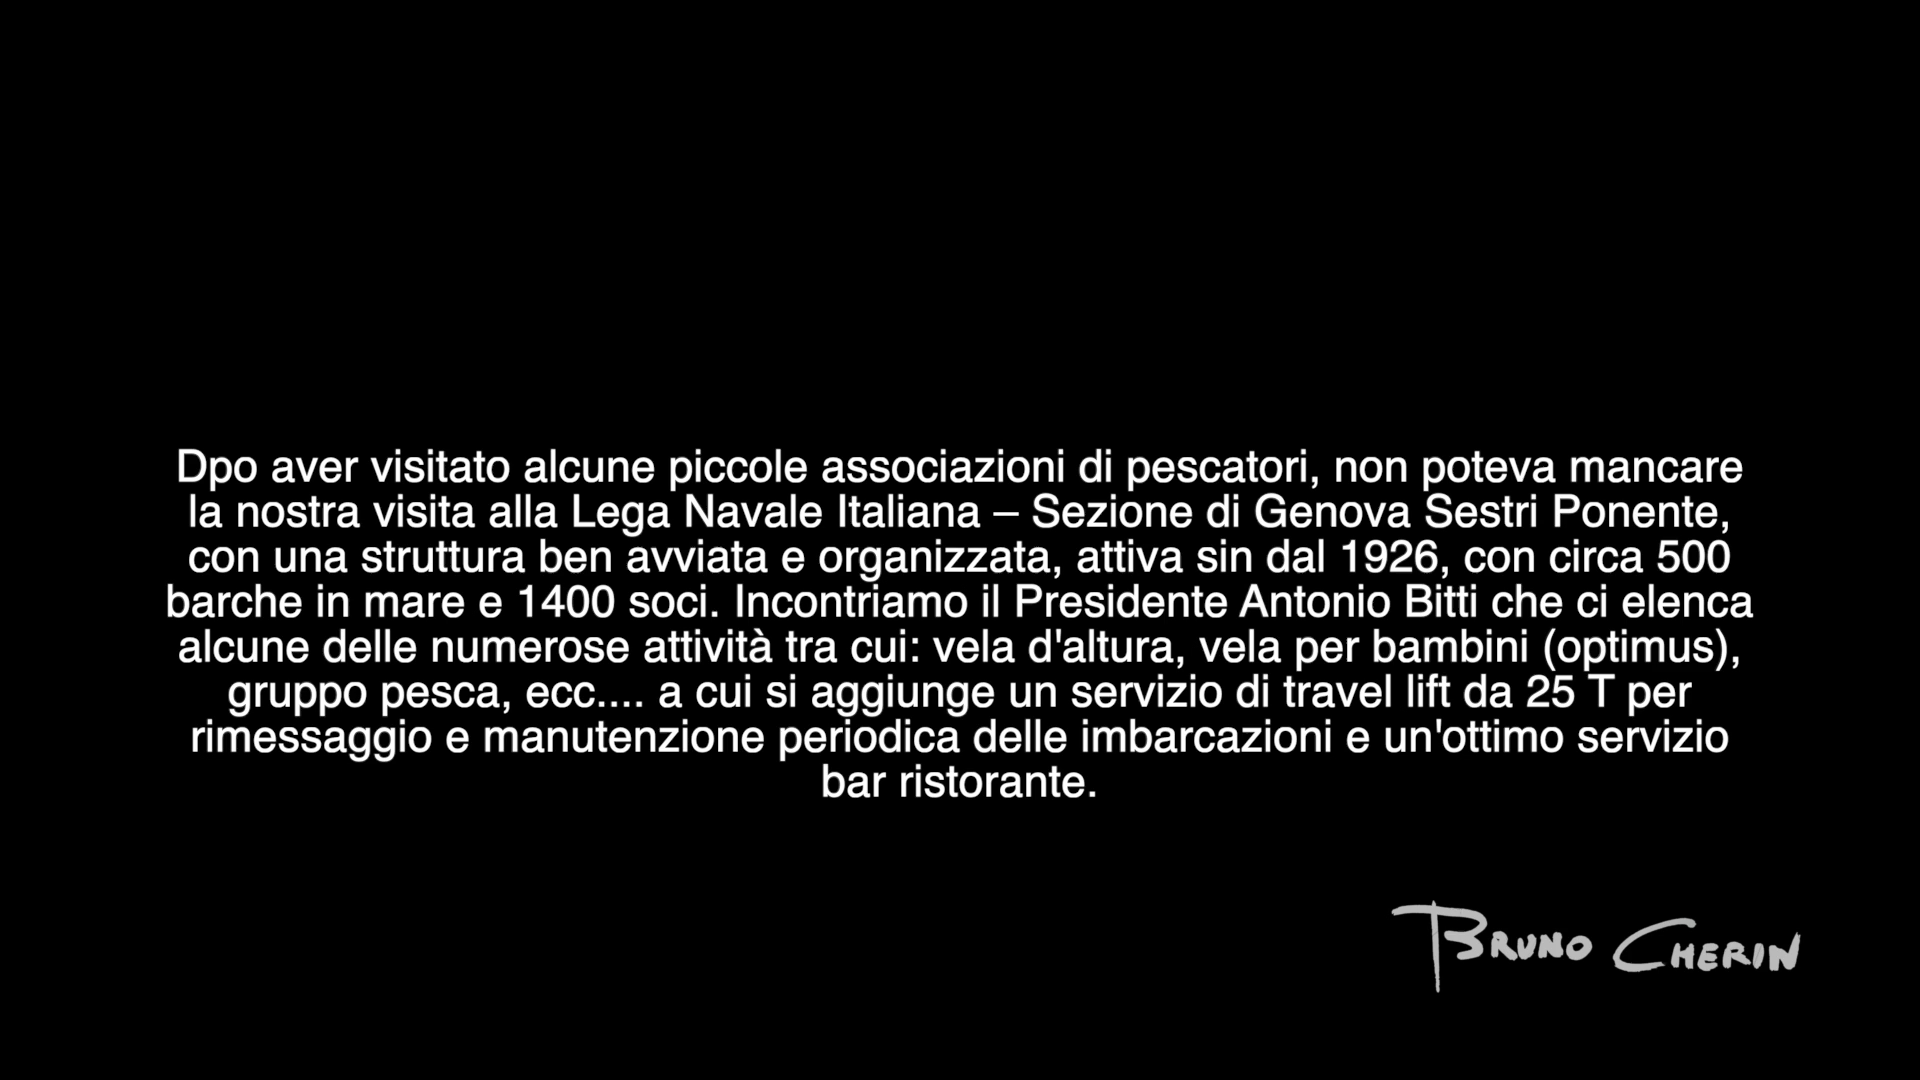 Dpo aver visitato alcune piccole associazioni di pescatori, non poteva mancare
la nostra visita alla Lega Navale Italiana – Sezione di Genova Sestri Ponente,
con una struttura ben avviata e organizzata, attiva sin dal 1926, con circa 500
barche in mare e 1400 soci. Incontriamo il Presidente Antonio Bitti che ci elenca
alcune delle numerose attività tra cui: vela d'altura, vela per bambini (optimus),
gruppo pesca, ecc.... a cui si aggiunge un servizio di travel lift da 25 T per
rimessaggio e manutenzione periodica delle imbarcazioni e un'ottimo servizio
bar ristorante.
BRUNO CHERIN